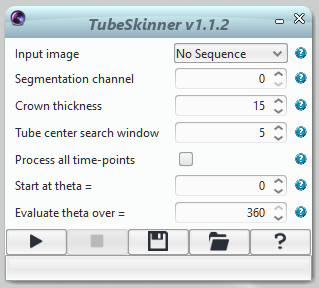 TubeSkinner v1.1.2
Input image No Sequence ?
Segmentation channel 0 ?
Crown thickness 15 ?
Tube center search window 5 ?
Process all time-points ?
Start at theta = 0 ?
Evaluate theta over = 360 ?
?